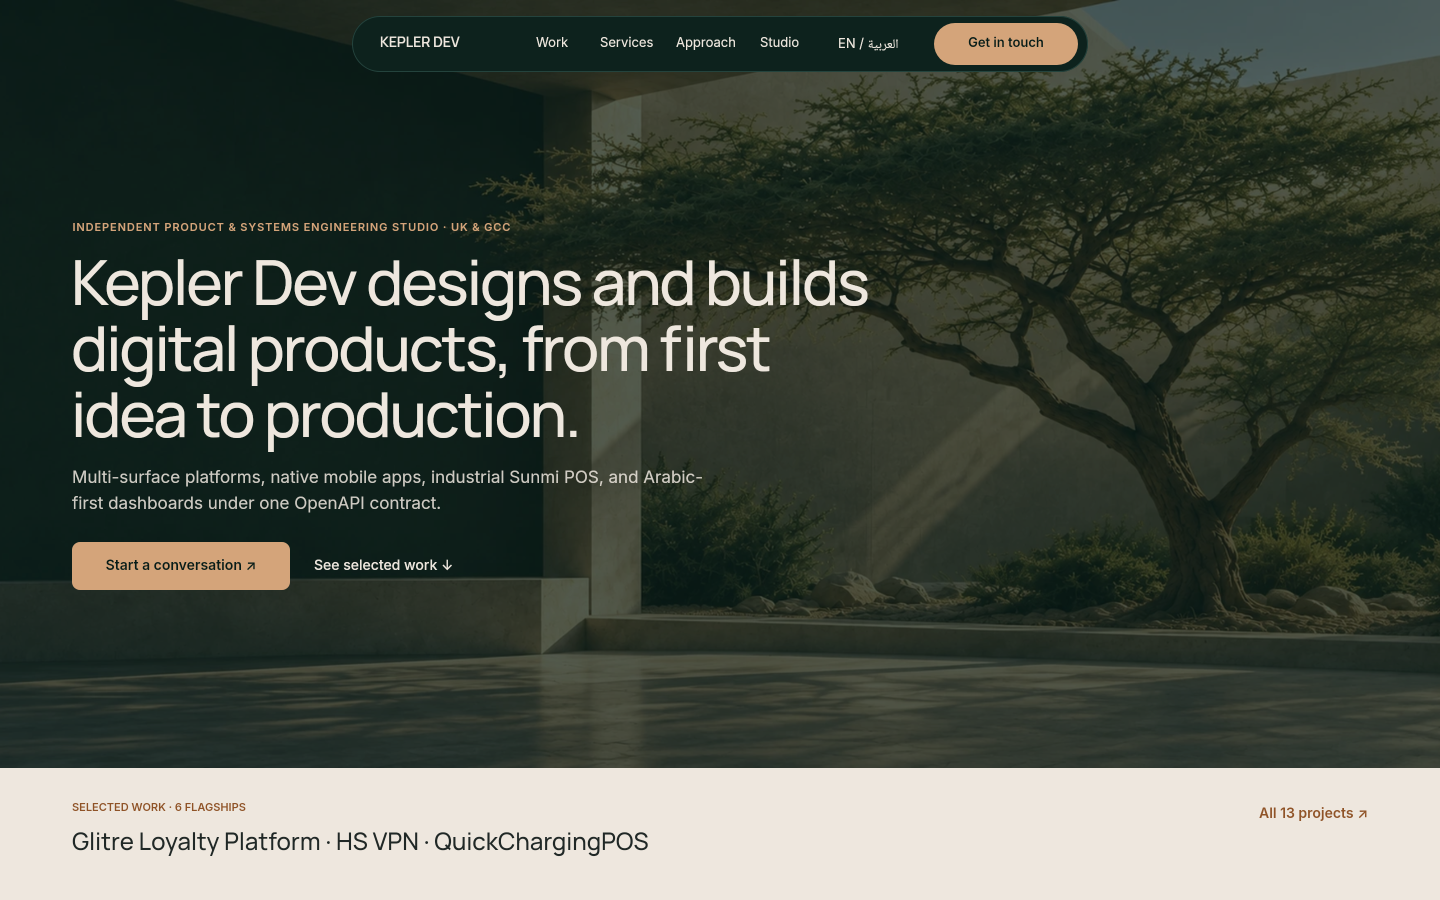 KEPLER DEV
Work
Services
Approach
Studio
EN / العربية
Get in touch
INDEPENDENT PRODUCT & SYSTEMS ENGINEERING STUDIO · UK & GCC
Kepler Dev designs and builds
digital products, from first
idea to production.
Multi-surface platforms, native mobile apps, industrial Sunmi POS, and Arabic-
first dashboards under one OpenAPI contract.
Start a conversation ↗
See selected work ↓
SELECTED WORK · 6 FLAGSHIPS
All 13 projects ↗
Glitre Loyalty Platform · HS VPN · QuickChargingPOS